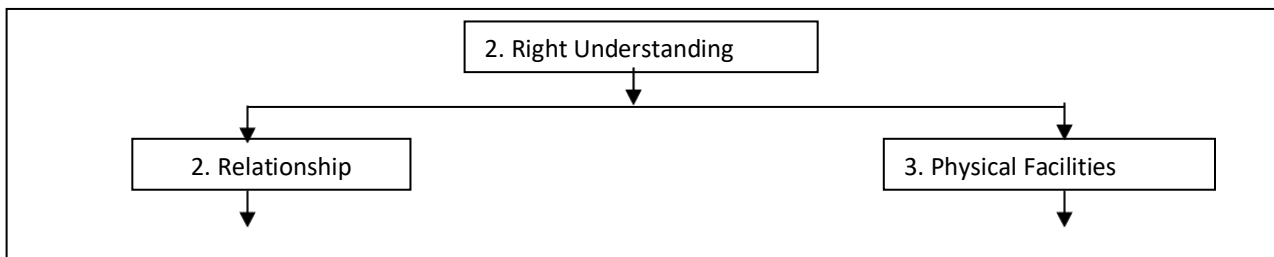 2. Right Understanding
2. Relationship
3. Physical Facilities